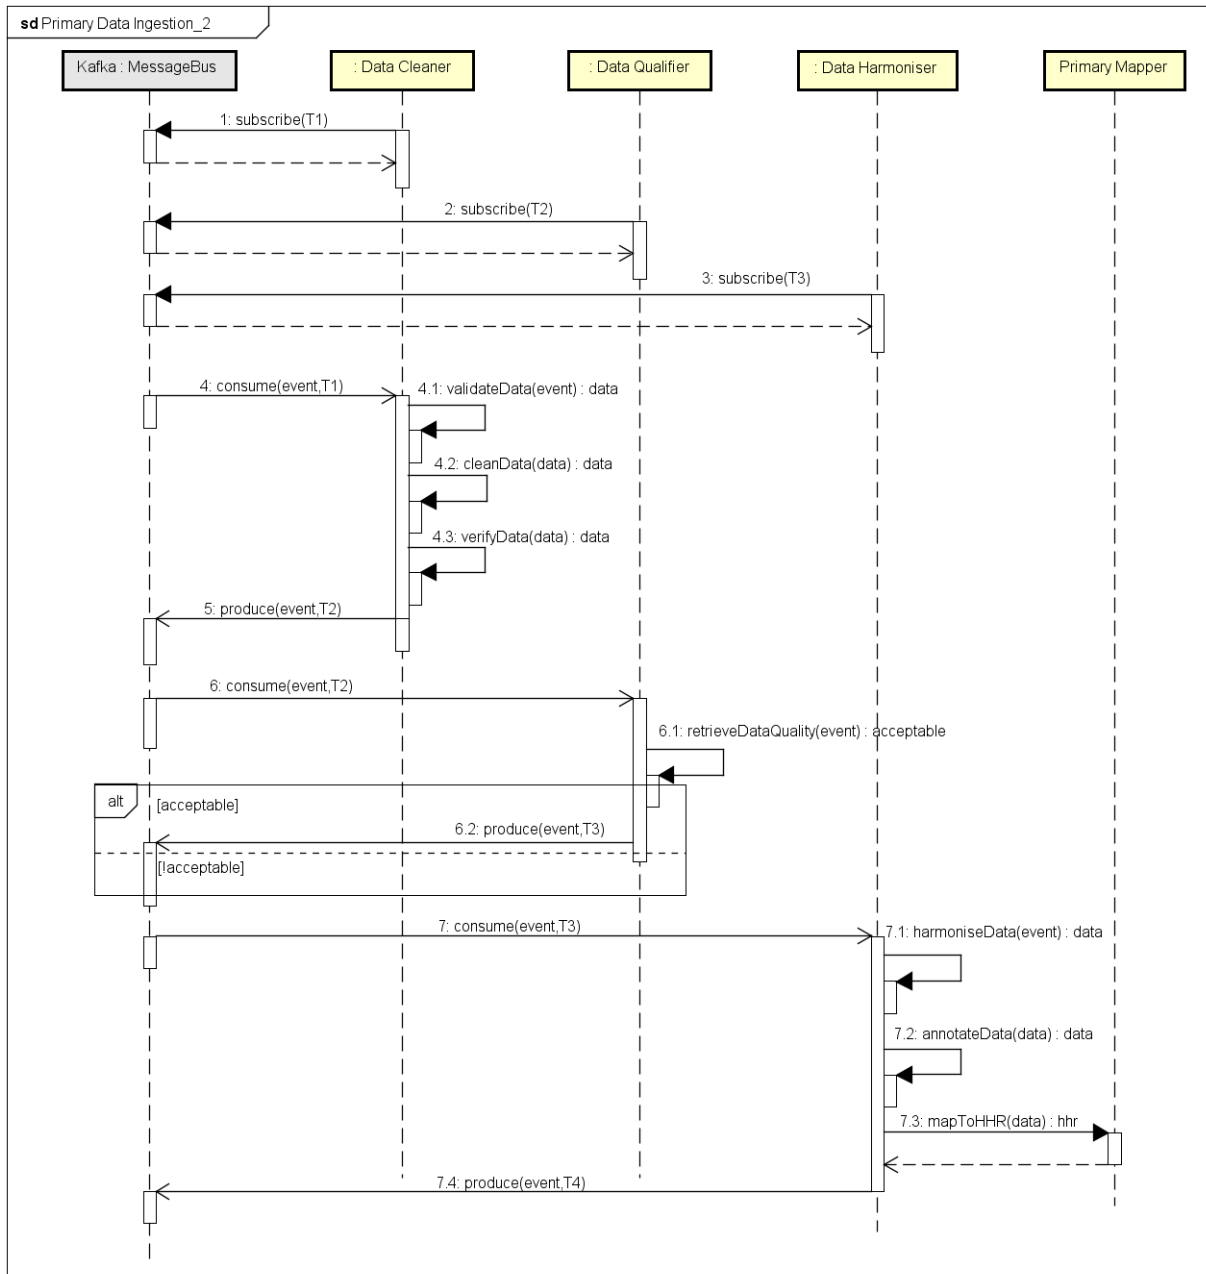 sd Primary Data Ingestion_2
Kafka : MessageBus
: Data Cleaner
: Data Qualifier
: Data Harmoniser
Primary Mapper
1: subscribe(T1)
2: subscribe(T2)
3: subscribe(T3)
4: consume(event,T1)
4.1: validateData(event) : data
4.2: cleanData(data) : data
4.3: verifyData(data) : data
5: produce(event,T2)
6: consume(event,T2)
6.1: retrieveDataQuality(event) : acceptable
alt
[acceptable]
6.2: produce(event,T3)
[!acceptable]
7: consume(event,T3)
7.1: harmoniseData(event) : data
7.2: annotateData(data) : data
7.3: mapToHHR(data) : hhr
7.4: produce(event,T4)